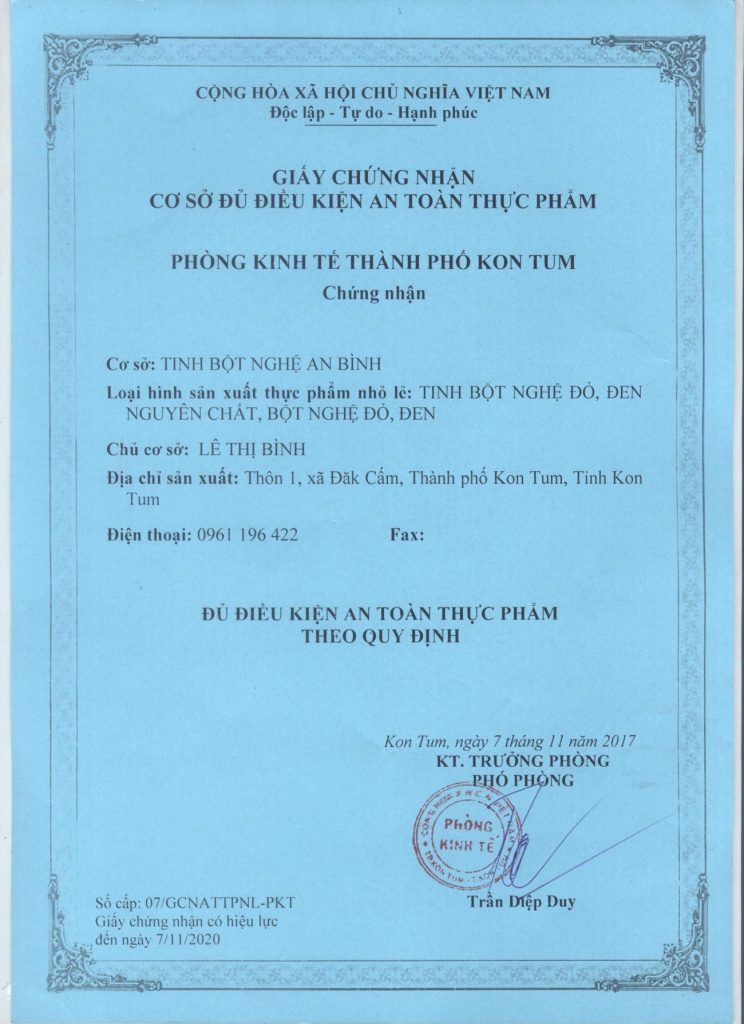 CỘNG HÒA XÃ HỘI CHỦ NGHĨA VIỆT NAM
Độc lập - Tự do - Hạnh phúc
GIẤY CHỨNG NHẬN
CƠ SỞ ĐỦ ĐIỀU KIỆN AN TOÀN THỰC PHẨM
PHÒNG KINH TẾ THÀNH PHỐ KON TUM
Chứng nhận
Cơ sở: TINH BỘT NGHỆ AN BÌNH
Loại hình sản xuất thực phẩm nhỏ lẻ: TINH BỘT NGHỆ ĐỎ, ĐEN
NGUYÊN CHẤT, BỘT NGHỆ ĐỎ, ĐEN
Chủ cơ sở: LÊ THỊ BÌNH
Địa chỉ sản xuất: Thôn 1, xã Đăk Cấm, Thành phố Kon Tum, Tỉnh Kon
Tum
Điện thoại: 0961 196 422 Fax:
ĐỦ ĐIỀU KIỆN AN TOÀN THỰC PHẨM
THEO QUY ĐỊNH
Kon Tum, ngày 7 tháng 11 năm 2017
KT. TRƯỞNG PHÒNG
PHÓ PHÒNG
PHÒNG
KINH TẾ
Trần Diệp Duy
Số cấp: 07/GCNATTPNL-PKT
Giấy chứng nhận có hiệu lực
đến ngày 7/11/2020